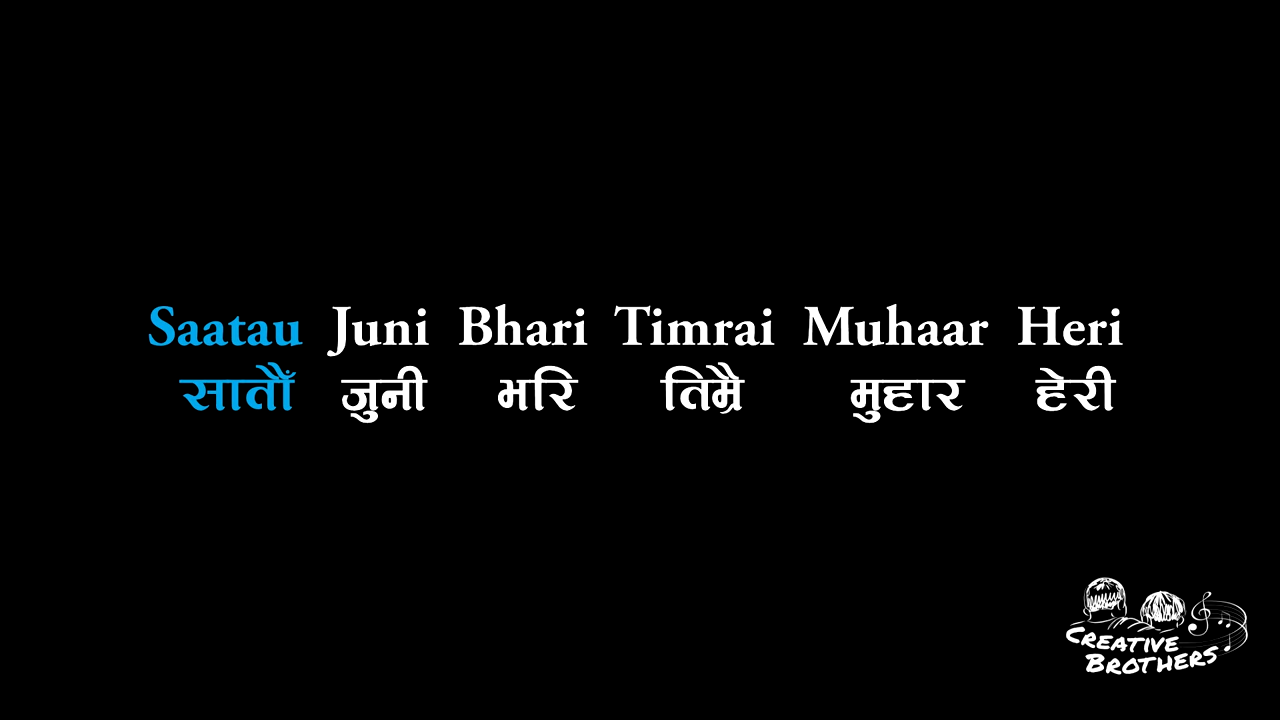 Saatau Juni Bhari Timrai Muhaar Heri
सातौँ जुनी भरि तिम्रै मुहार हेरी
CREATIVE
BROTHERS